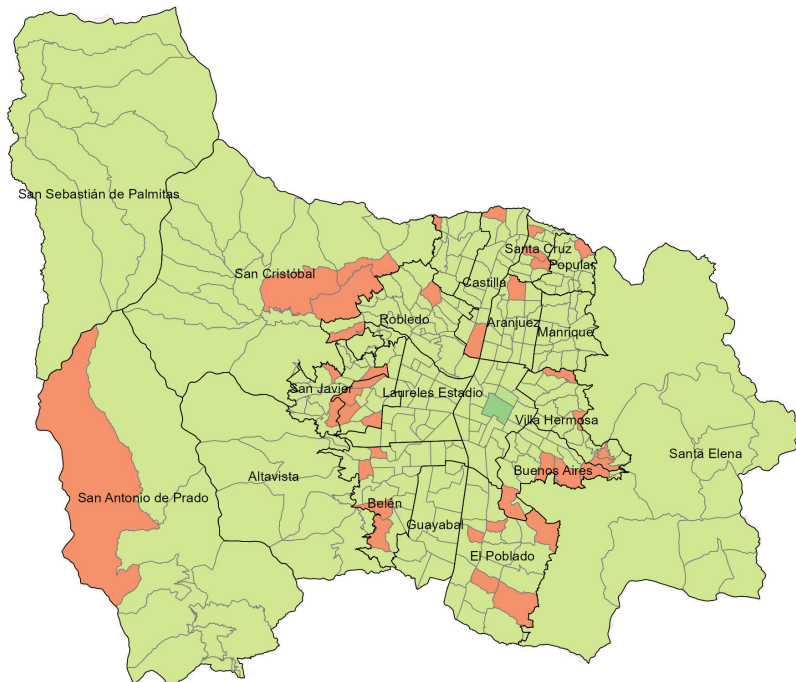 San Sebastián de Palmitas
San Cristóbal
Santa Cruz
Popular
Castilla
Robledo
Aranjuez
Manrique
San Javier
Laureles Estadio
Villa Hermosa
Santa Elena
Buenos Aires
Altavista
San Antonio de Prado
Belén
Guayabal
El Poblado